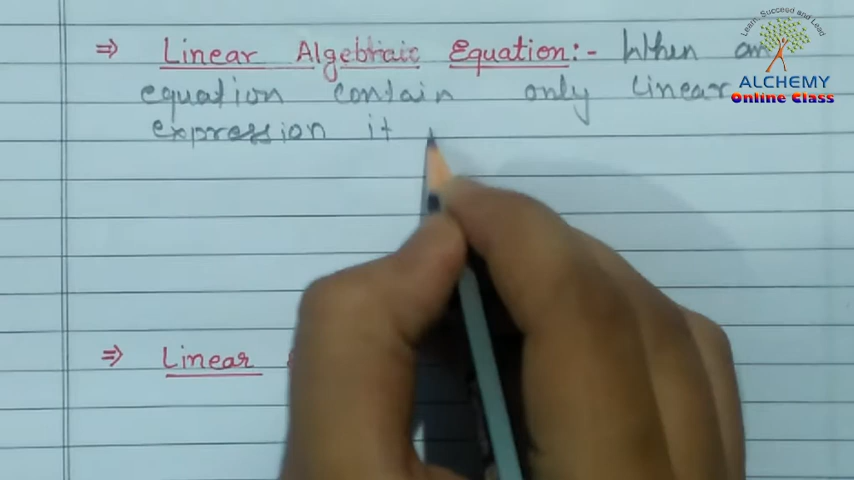 Learn, Succeed and Lead
ALCHEMY
Online Class
⇒ Linear Algebraic Equation:- When an
equation contain only linear
expression it
⇒ Linear